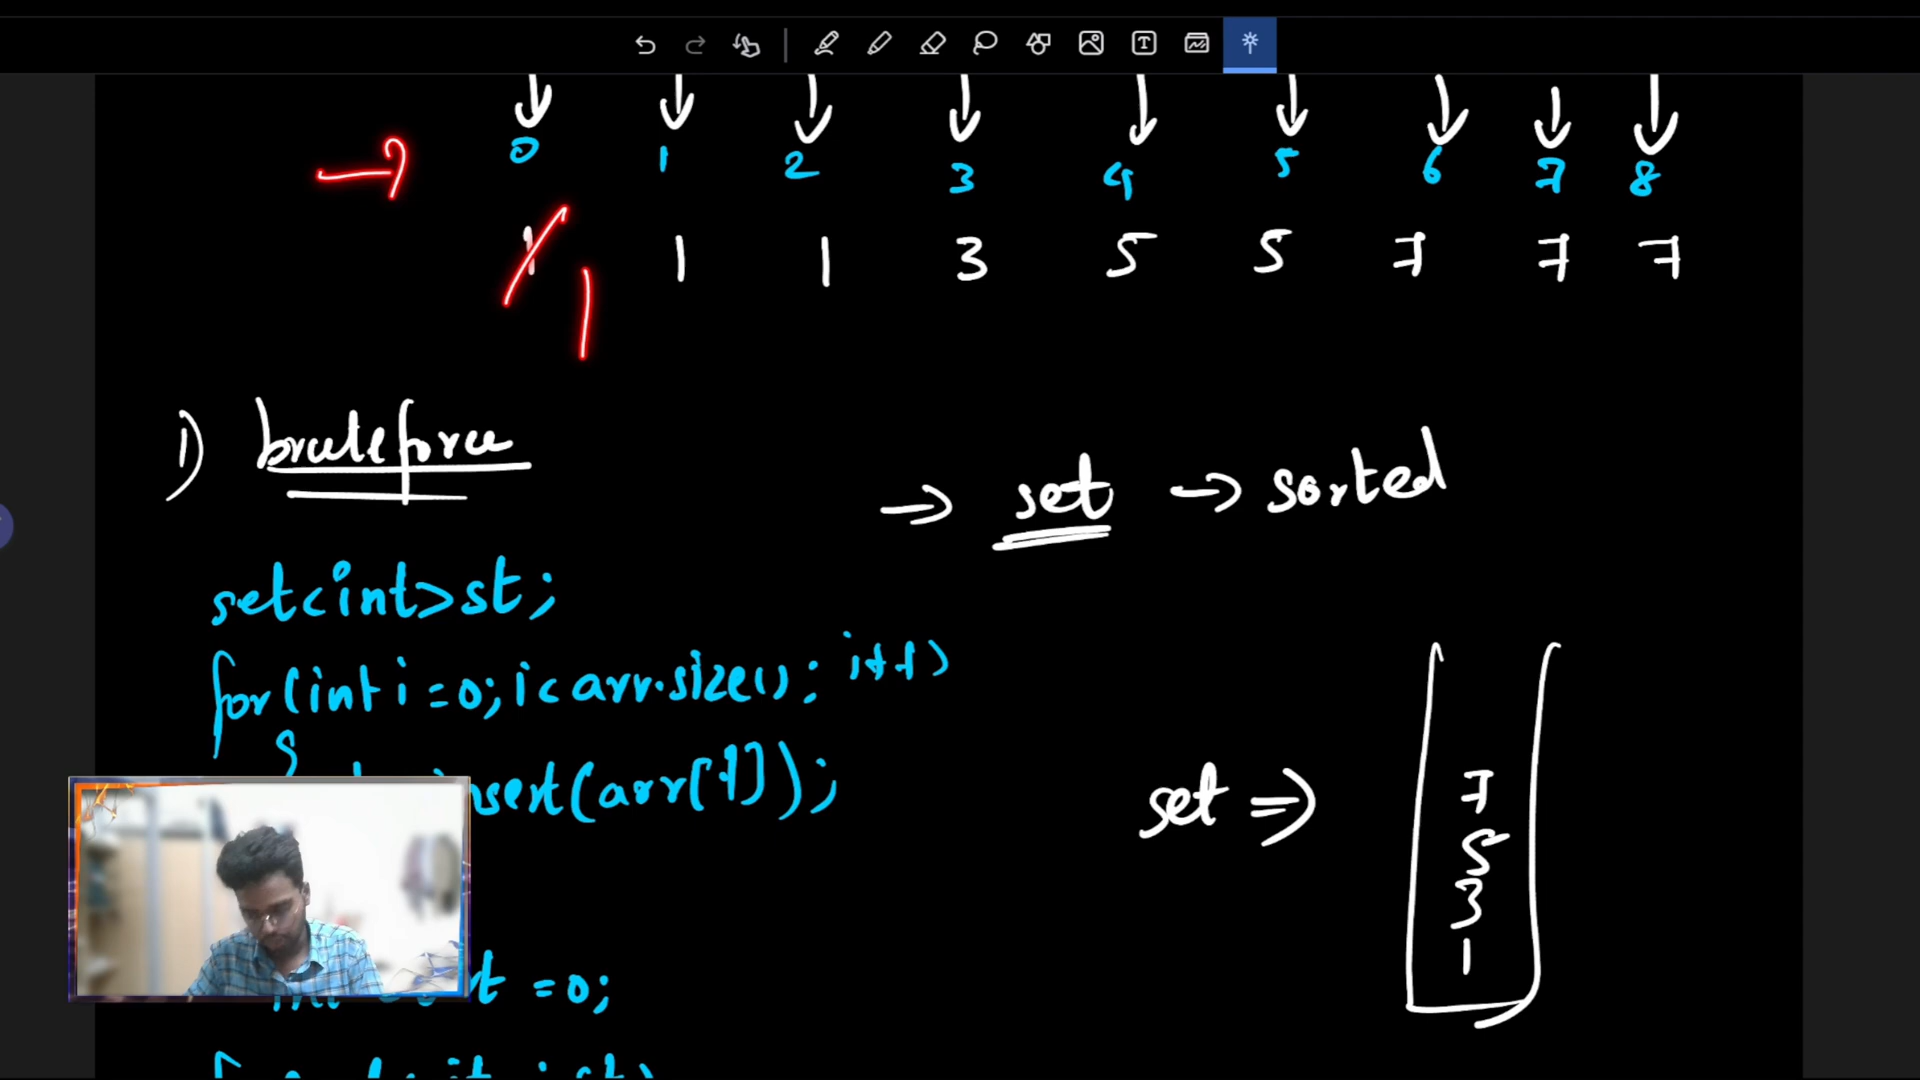 0 1 2 3 4 5 6 7 8
1 1 1 3 5 5 7 7 7
1
1) bruteforce
→ set → sorted
set<int>st;
for(int i=0; i<arr.size(); i++)
{
(arr[i]);
set ⇒
7
5
3
1
=0;